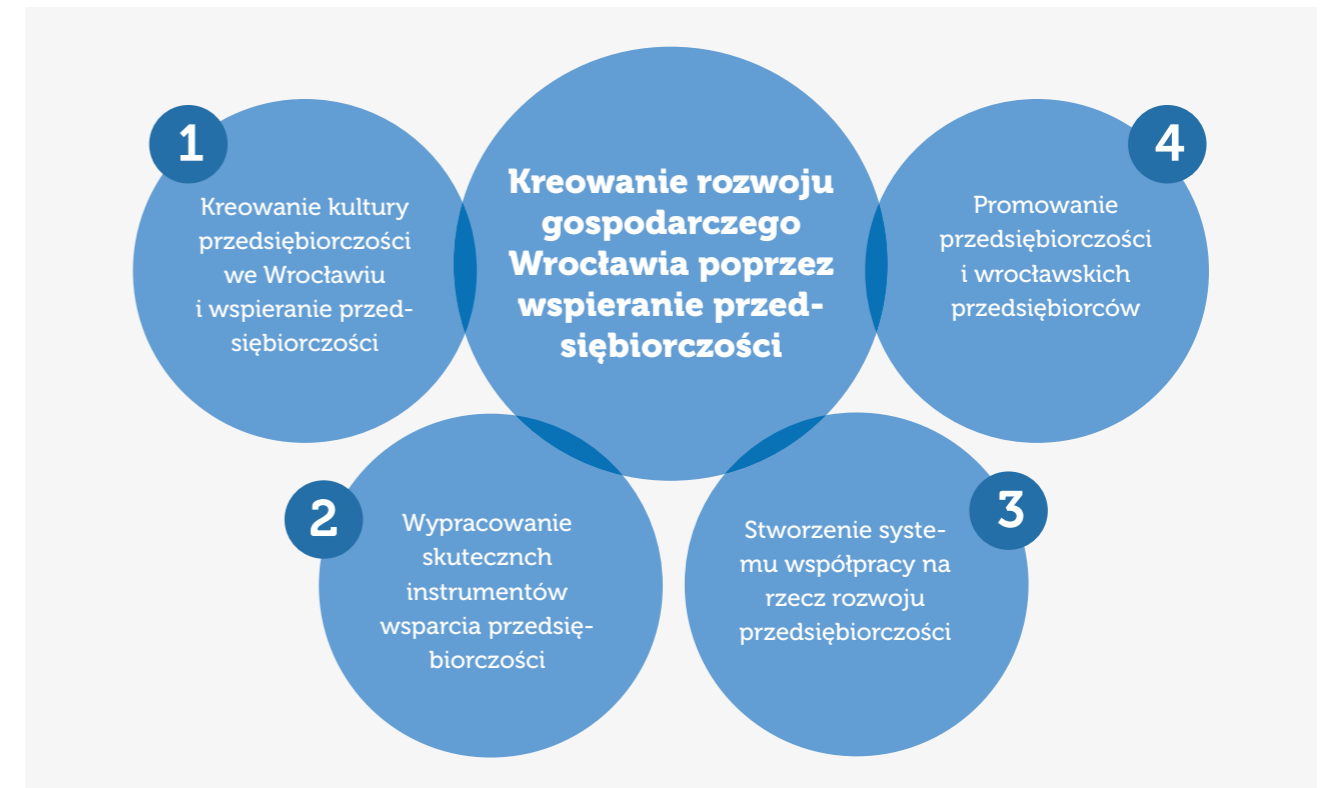 Kreowanie rozwoju
gospodarczego
Wrocławia poprzez
wspieranie przed-
siębiorczości
1
Kreowanie kultury
przedsiębiorczości
we Wrocławiu
i wspieranie przed-
siębiorczości
2
Wypracowanie
skutecznch
instrumentów
wsparcia przedsię-
biorczości
3
Stworzenie syste-
mu współpracy na
rzecz rozwoju
przedsiębiorczości
4
Promowanie
przedsiębiorczości
i wrocławskich
przedsiębiorców